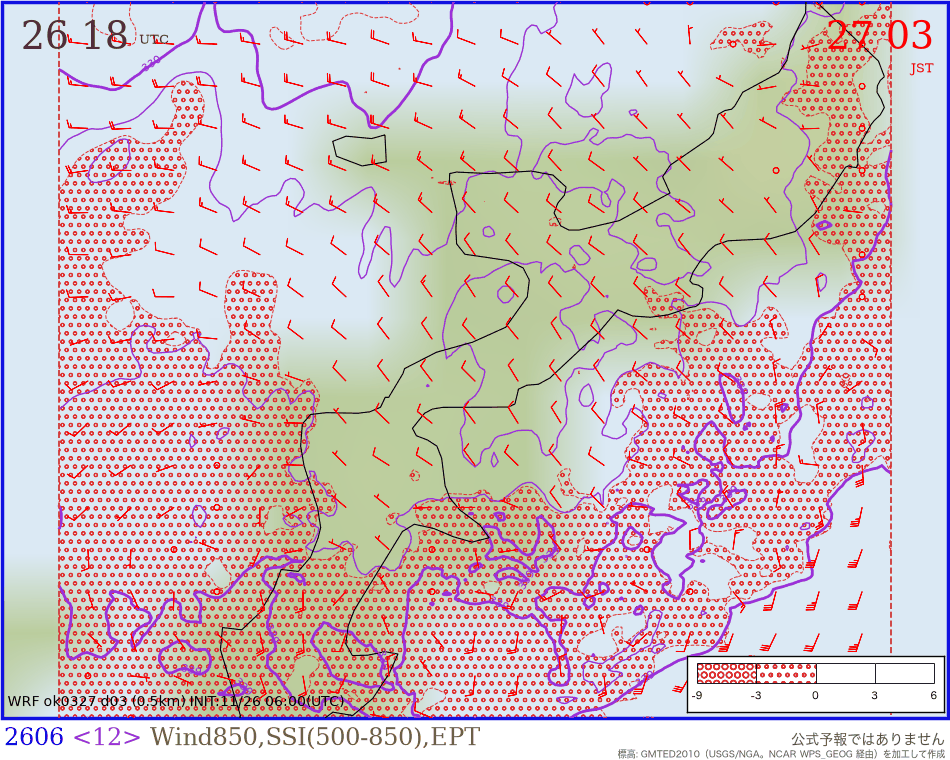 26 18 UTC
27 03
JST
330
WRF ok0327 d03 (0.5km) INIT:11/26 06:00(UTC)
-9 -3 0 3 6
2606 <12> Wind850,SSI(500-850),EPT
公式予報ではありません
標高: GMTED2010（USGS/NGA。NCAR WPS_GEOG 経由）を加工して作成